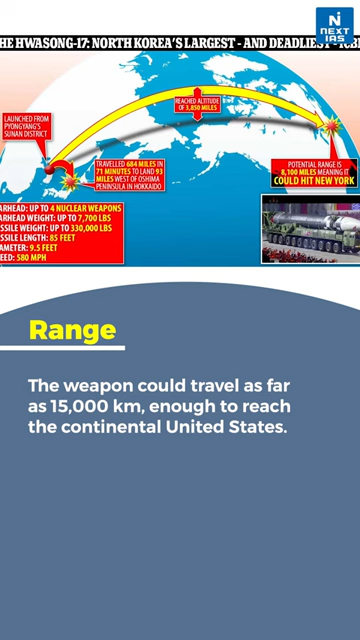 HE HWASONG-17: NORTH KOREA'S LARGEST - AND DEADLIEST -
N
NEXT
IAS
LAUNCHED FROM
PYONGYANG'S
SUNAN DISTRICT
REACHED ALTITUDE
OF 3,850 MILES
TRAVELLED 684 MILES IN
71 MINUTES TO LAND 93
MILES WEST OF OSHIMA
PENINSULA IN HOKKAIDO
POTENTIAL RANGE IS
8,100 MILES MEANING IT
COULD HIT NEW YORK
ARHEAD: UP TO 4 NUCLEAR WEAPONS
ARHEAD WEIGHT: UP TO 7,700 LBS
SSILE WEIGHT: UP TO 330,000 LBS
SSILE LENGTH: 85 FEET
AMETER: 9.5 FEET
EED: 580 MPH
Range
The weapon could travel as far
as 15,000 km, enough to reach
the continental United States.